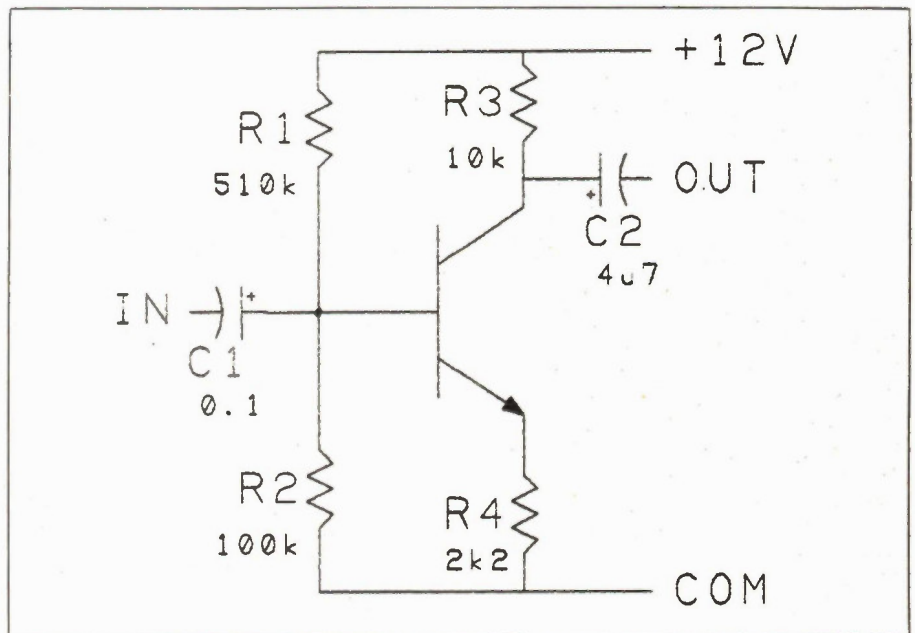 +12V
R3
10k
R1
510k
OUT
+
C2
4u7
IN
+
C1
0.1
R2
100k
R4
2k2
COM